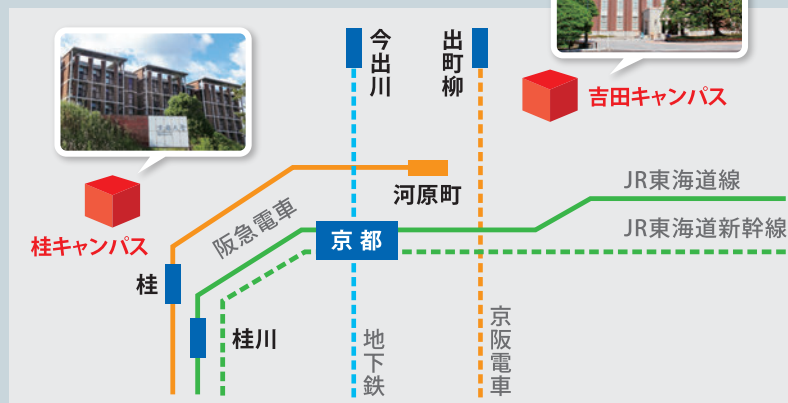 今出川
出町柳
吉田キャンパス
河原町
JR東海道線
阪急電車
京都
JR東海道新幹線
桂キャンパス
桂
桂川
地下鉄
京阪電車